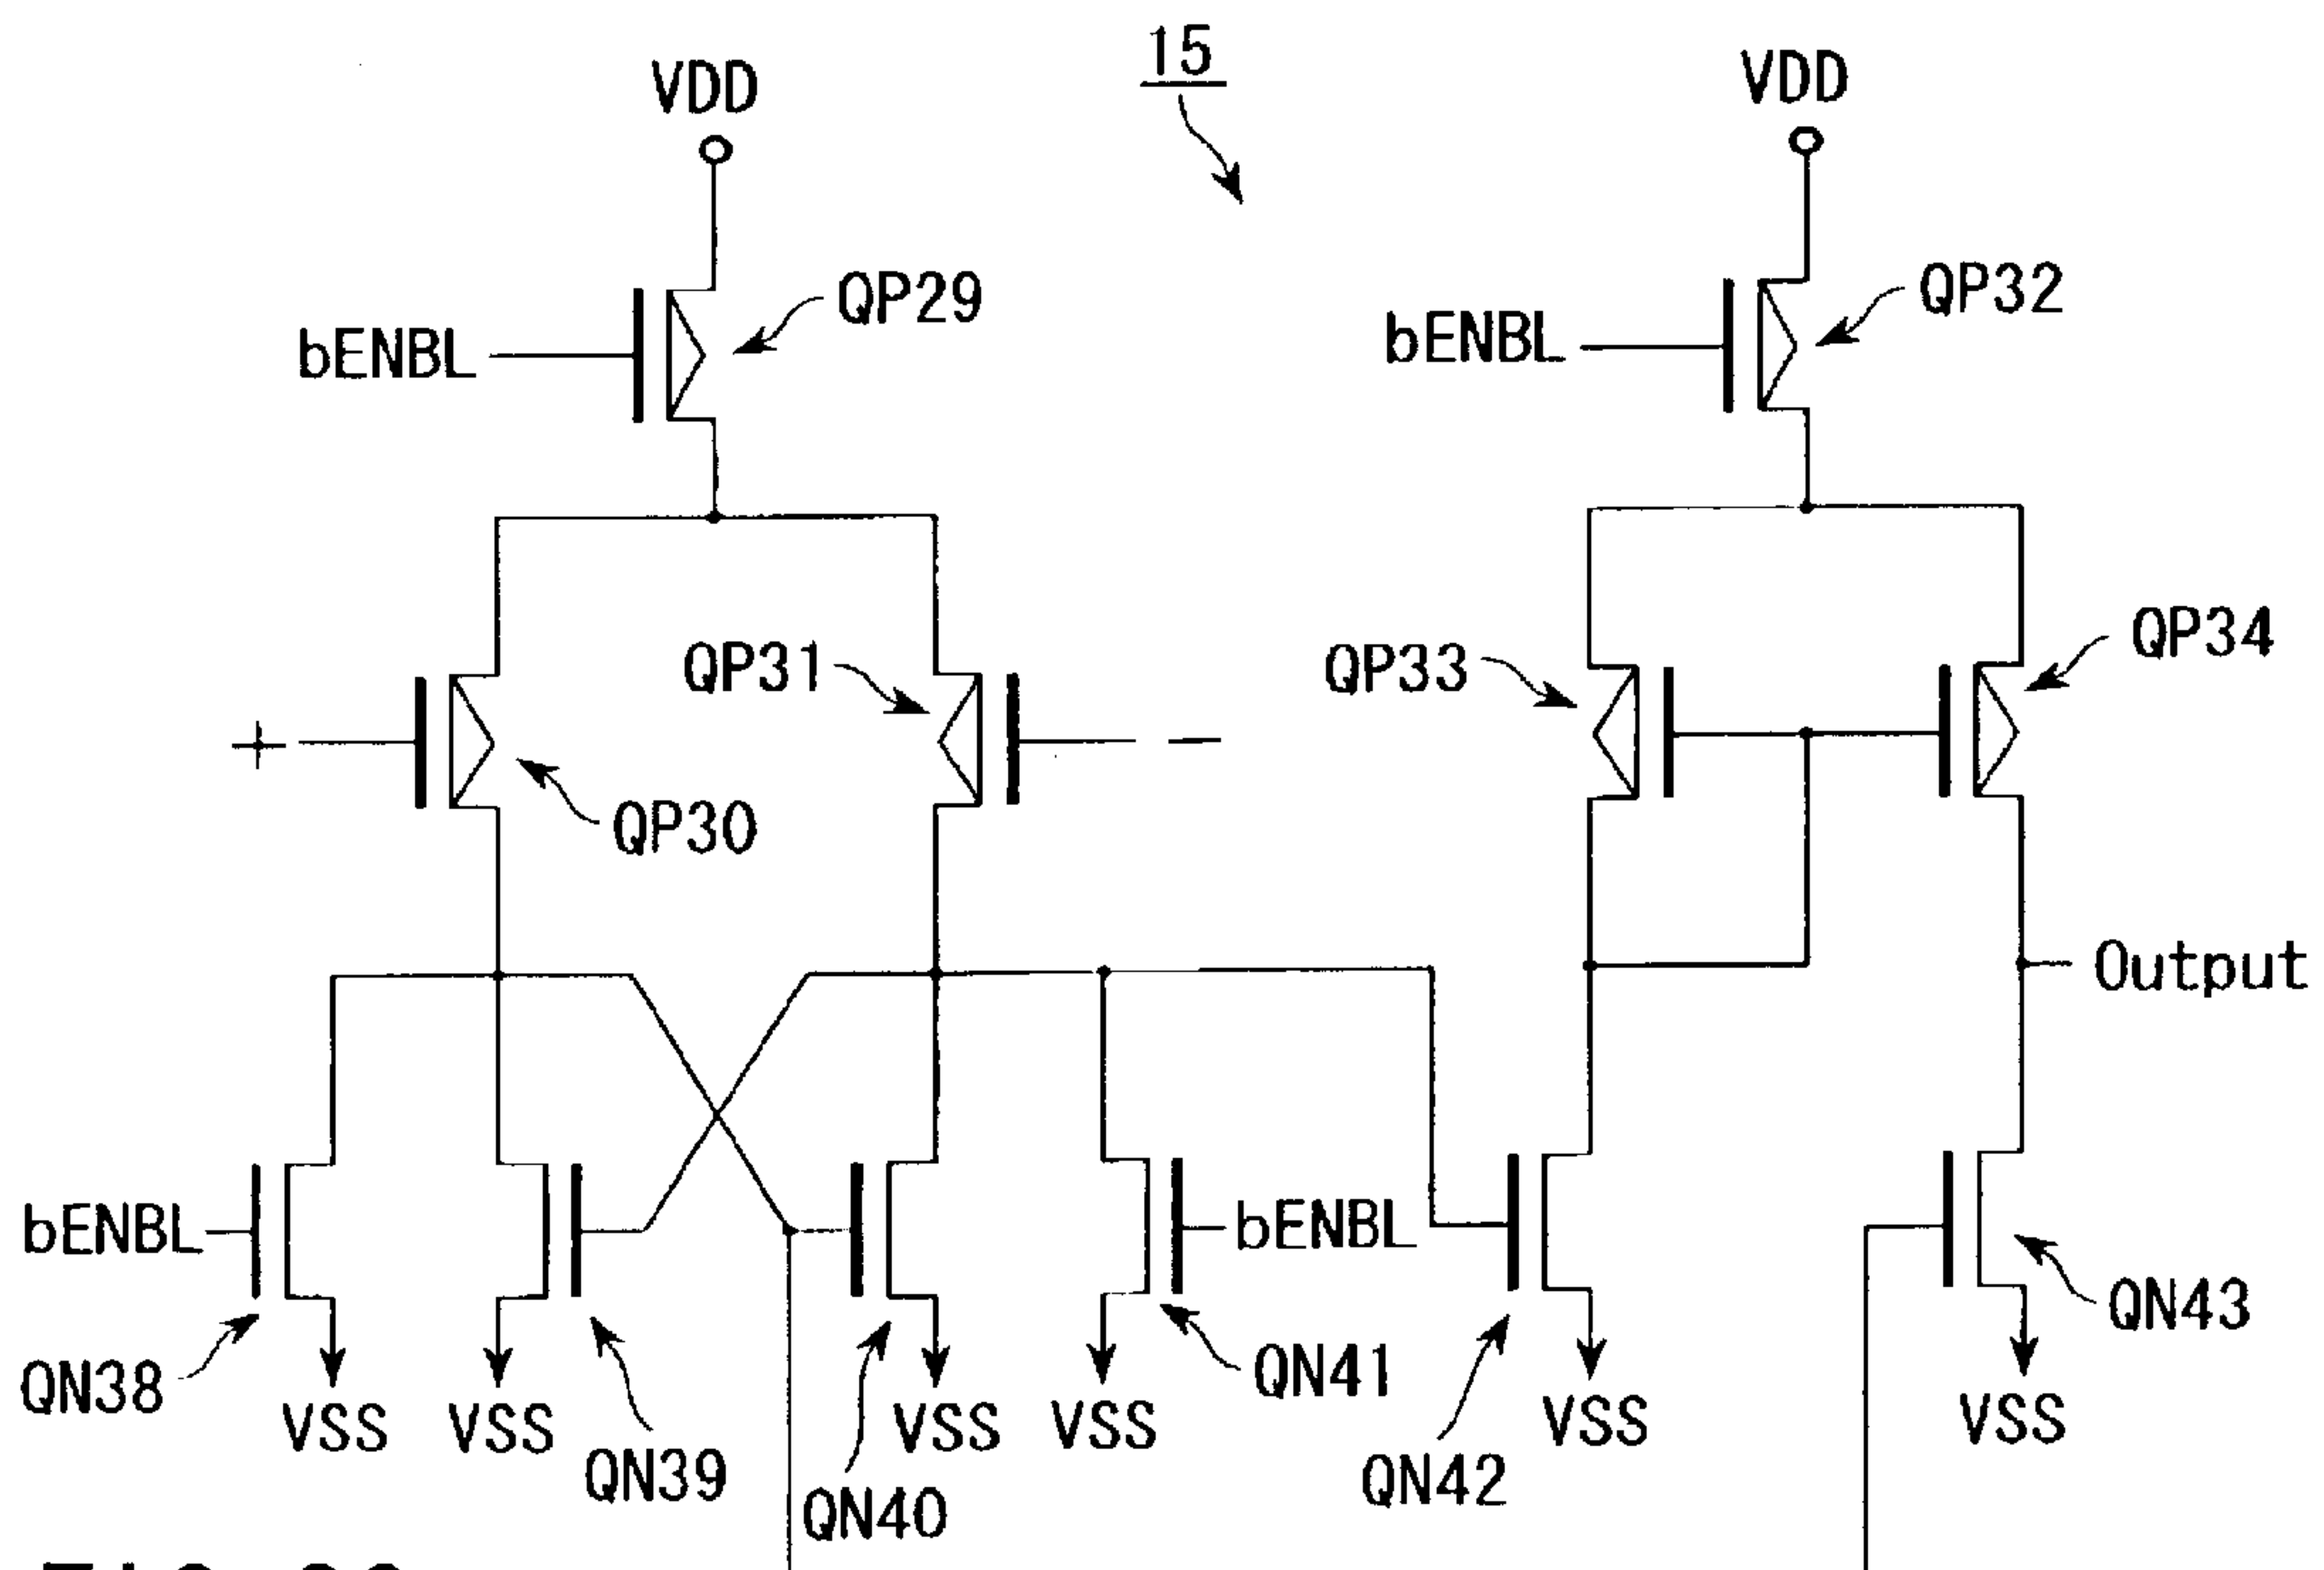 15
VDD
VDD
QP29
QP32
bENBL
bENBL
QP31
QP33
QP34
+
−
QP30
Output
bENBL
bENBL
QN38
QN41
QN43
VSS
VSS
VSS
VSS
VSS
VSS
QN39
QN40
QN42